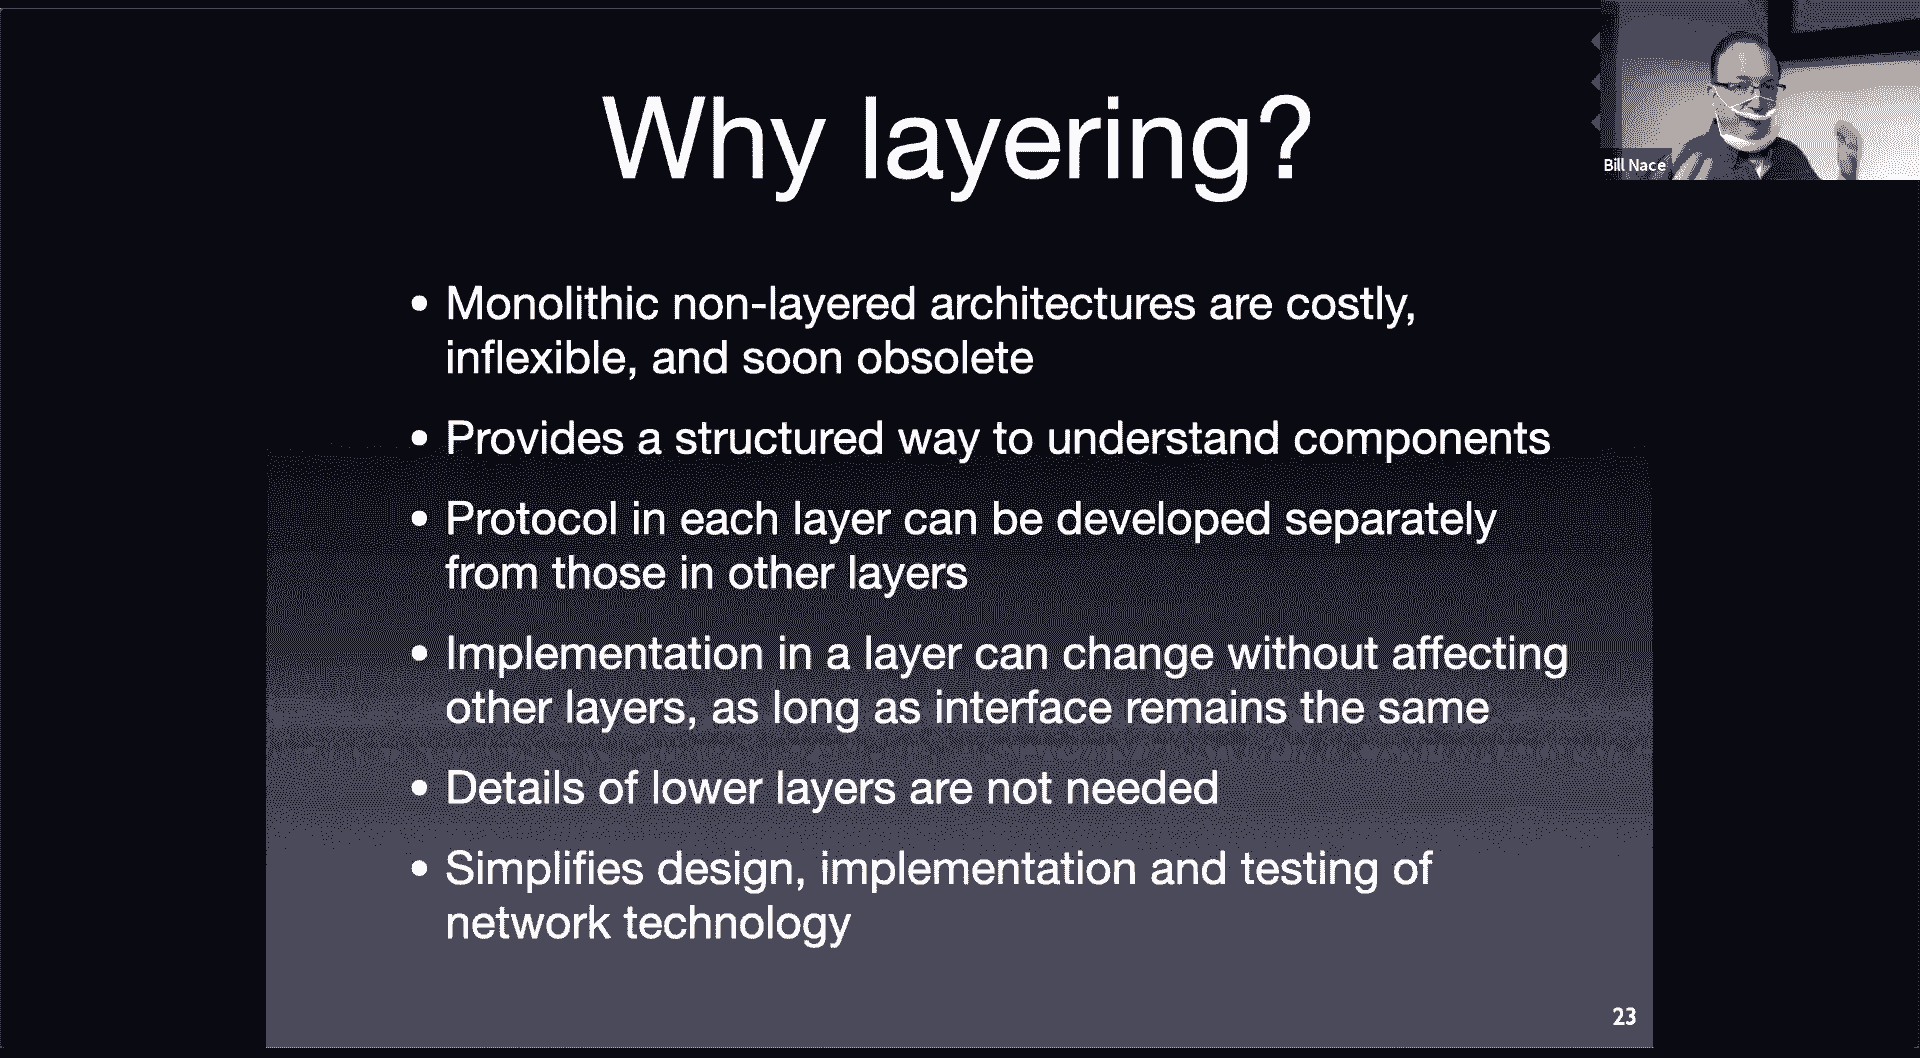 Why layering?
Bill Nace
• Monolithic non-layered architectures are costly,
inflexible, and soon obsolete
• Provides a structured way to understand components
• Protocol in each layer can be developed separately
from those in other layers
• Implementation in a layer can change without affecting
other layers, as long as interface remains the same
• Details of lower layers are not needed
• Simplifies design, implementation and testing of
network technology
23